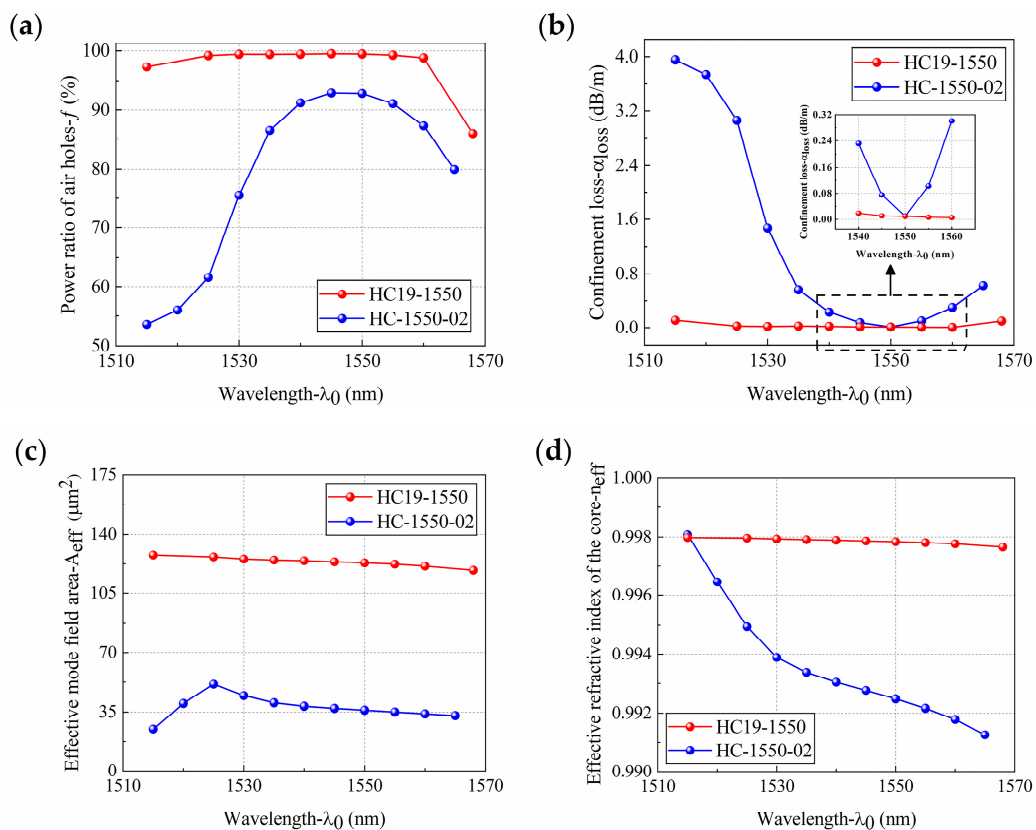 (a)
100
90
80
70
60
50
Power ratio of air holes-f (%)
HC19-1550
HC-1550-02
1510
1530
1550
1570
Wavelength-λ0 (nm)
(b)
4.0
3.2
2.4
1.6
0.8
0.0
Confinement loss-αloss (dB/m)
HC19-1550
HC-1550-02
0.32
0.24
0.16
0.08
0.00
Confinement loss-αloss (dB/m)
1540
1550
1560
Wavelength-λ0 (nm)
1510
1530
1550
1570
Wavelength-λ0 (nm)
(c)
175
140
105
70
35
0
Effective mode field area-Aeff (μm²)
HC19-1550
HC-1550-02
1510
1530
1550
1570
Wavelength-λ0 (nm)
(d)
1.000
0.998
0.996
0.994
0.992
0.990
Effective refractive index of the core-neff
HC19-1550
HC-1550-02
1510
1530
1550
1570
Wavelength-λ0 (nm)